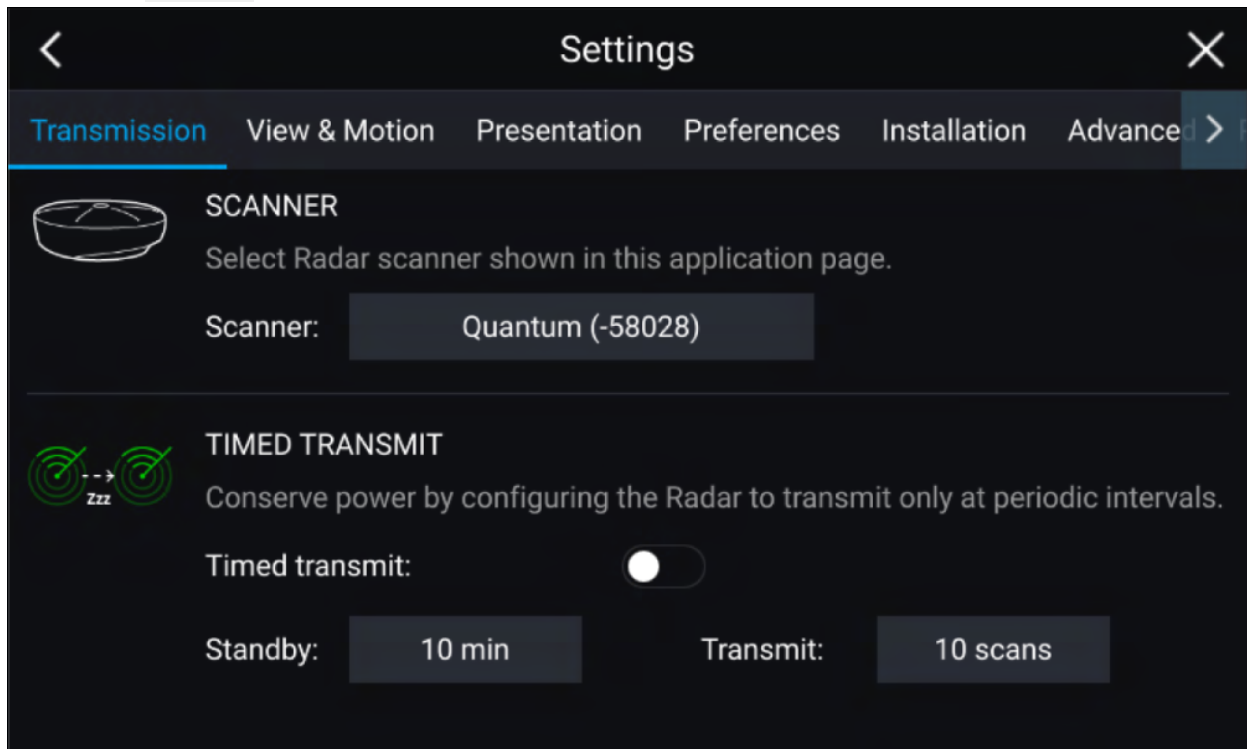 Settings
Transmission View & Motion Presentation Preferences Installation Advanced
SCANNER
Select Radar scanner shown in this application page.
Scanner: Quantum (-58028)
TIMED TRANSMIT
Zzz
Conserve power by configuring the Radar to transmit only at periodic intervals.
Timed transmit:
Standby: 10 min Transmit: 10 scans